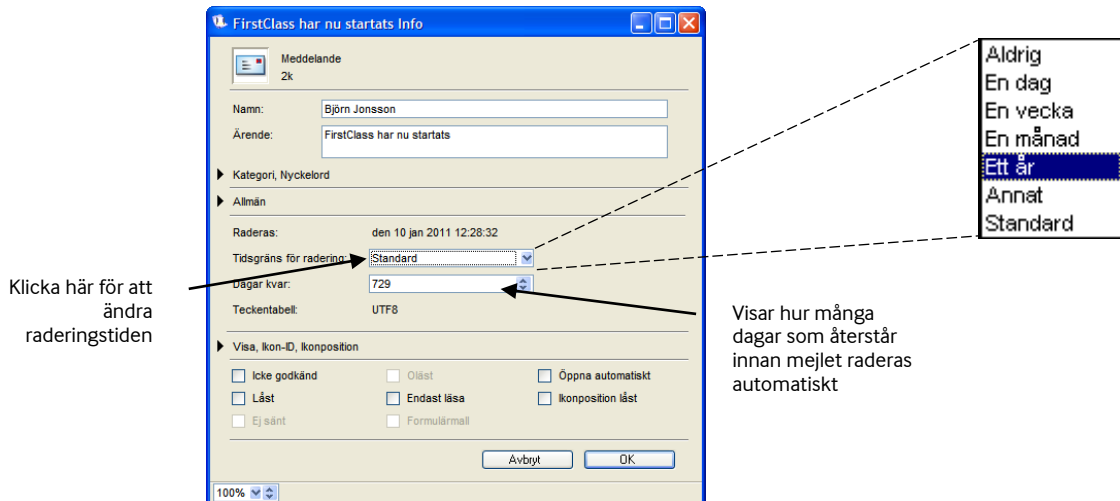 FirstClass har nu startats Info
Meddelande
2k
Namn: Björn Jonsson
Ärende: FirstClass har nu startats
Kategori, Nyckelord
Allmän
Raderas: den 10 jan 2011 12:28:32
Tidsgräns för radering: Standard
Dagar kvar: 729
Teckentabell: UTF8
Visa, Ikon-ID, Ikonposition
Icke godkänd Oläst Öppna automatiskt
Låst Endast läsa Ikonposition låst
Ej sänt Formulärmall
Avbryt OK
100%
Klicka här för att
ändra
raderingstiden
Visar hur många
dagar som återstår
innan mejlet raderas
automatiskt
Aldrig
En dag
En vecka
En månad
Ett år
Annat
Standard